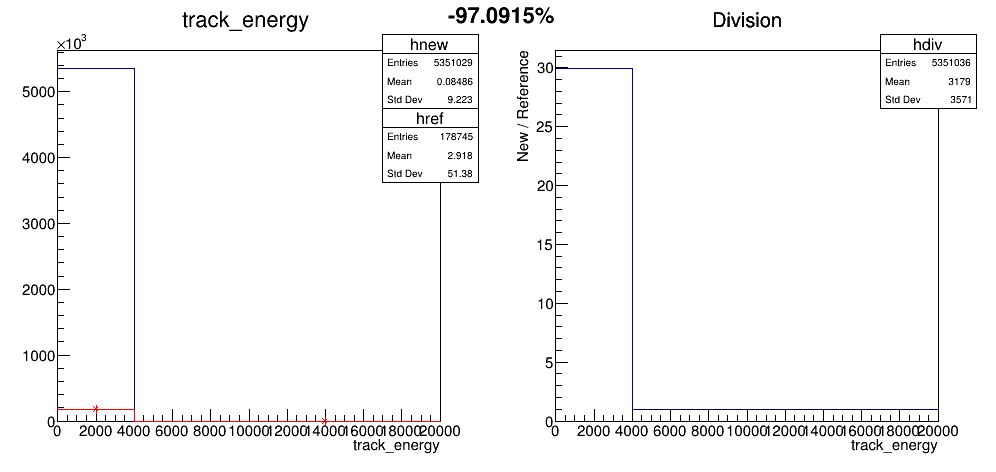 -97.0915%
track_energy
×10³
hnew
Entries 5351029
Mean 0.08486
Std Dev 9.223
href
Entries 178745
Mean 2.918
Std Dev 51.38
5000
4000
3000
2000
1000
0
0 2000 4000 6000 8000 10000 12000 14000 16000 18000 20000
track_energy
Division
hdiv
Entries 5351036
Mean 3179
Std Dev 3571
New / Reference
30
25
20
15
10
5
0
0 2000 4000 6000 8000 10000 12000 14000 16000 18000 20000
track_energy